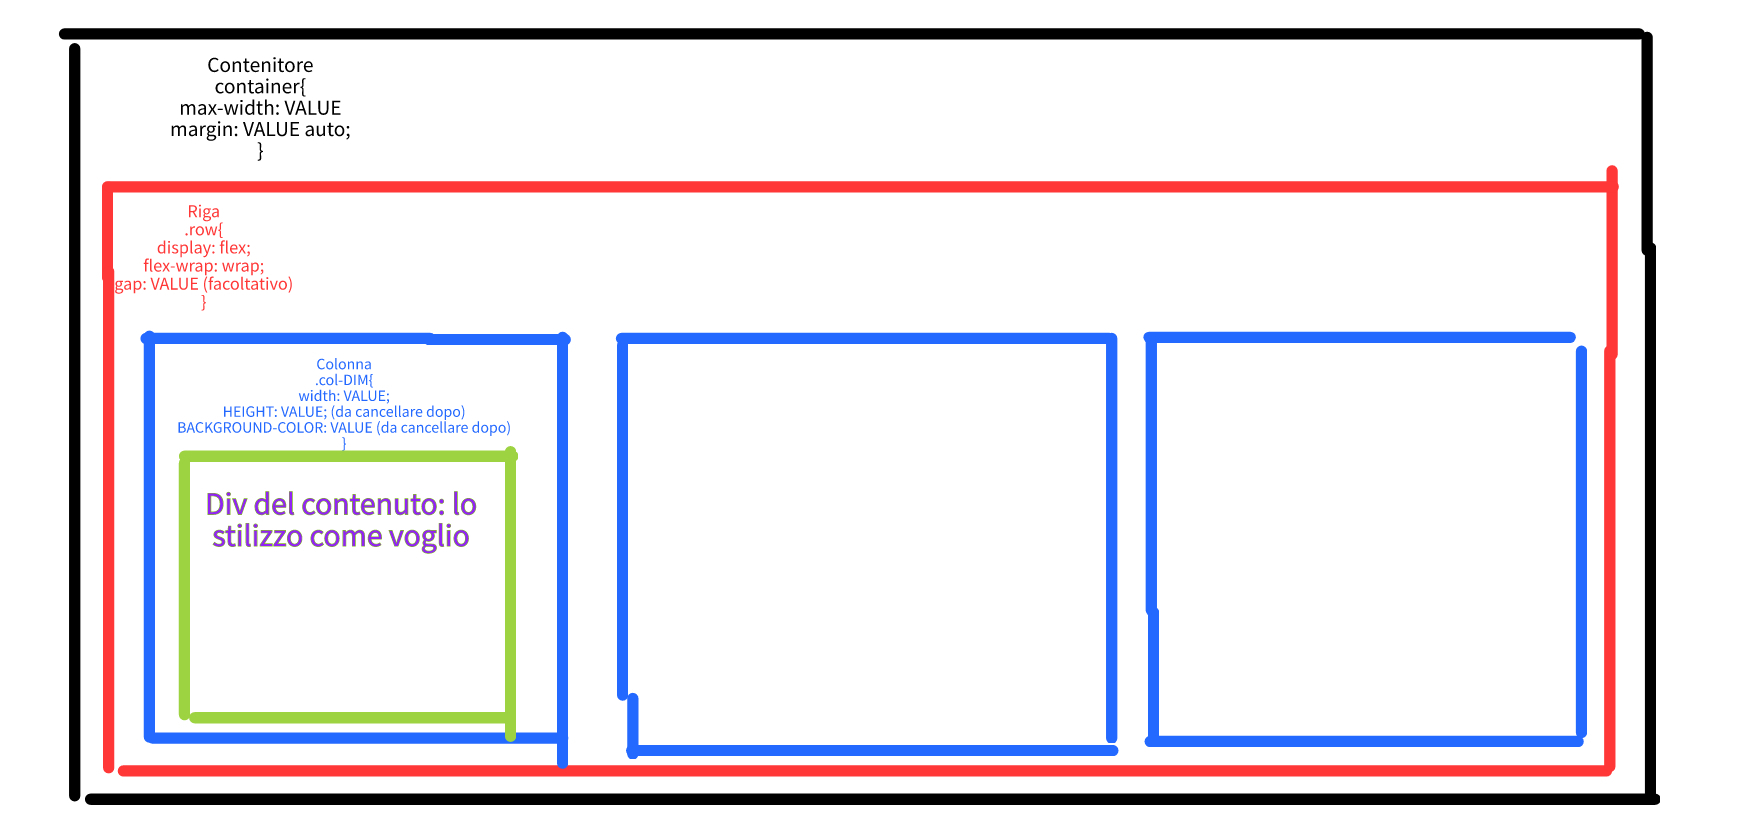 Contenitore
container{
max-width: VALUE
margin: VALUE auto;
}
Riga
.row{
display: flex;
flex-wrap: wrap;
gap: VALUE (facoltativo)
}
Colonna
.col-DIM{
width: VALUE;
HEIGHT: VALUE; (da cancellare dopo)
BACKGROUND-COLOR: VALUE (da cancellare dopo)
}
Div del contenuto: lo
stilizzo come voglio